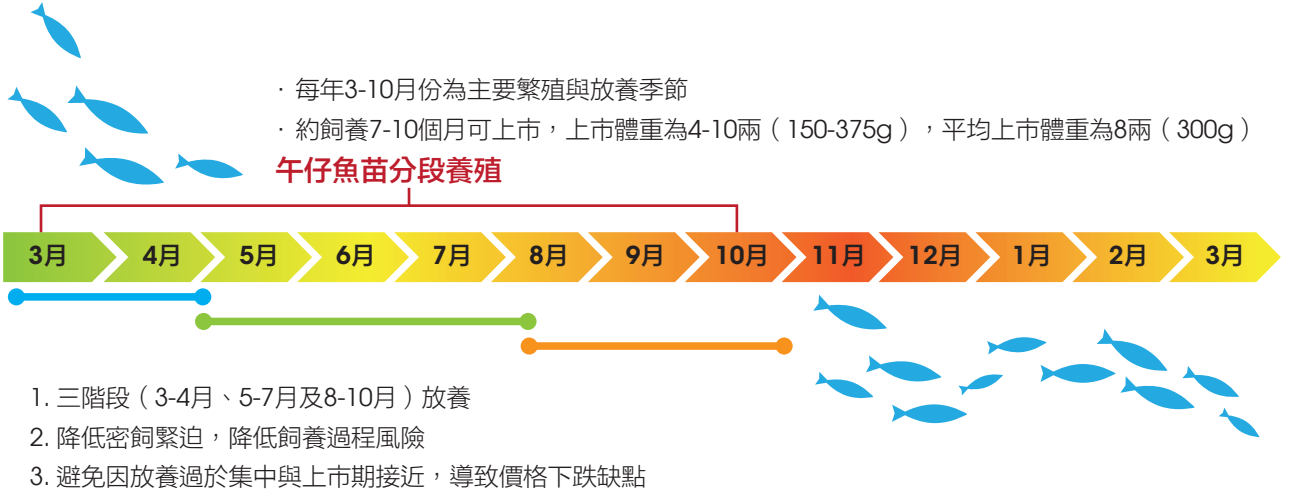 · 每年3-10月份為主要繁殖與放養季節
· 約飼養7-10個月可上市，上市體重為4-10兩（150-375g），平均上市體重為8兩（300g）
午仔魚苗分段養殖
3月 4月 5月 6月 7月 8月 9月 10月 11月 12月 1月 2月 3月
1. 三階段（3-4月、5-7月及8-10月）放養
2. 降低密飼緊迫，降低飼養過程風險
3. 避免因放養過於集中與上市期接近，導致價格下跌缺點